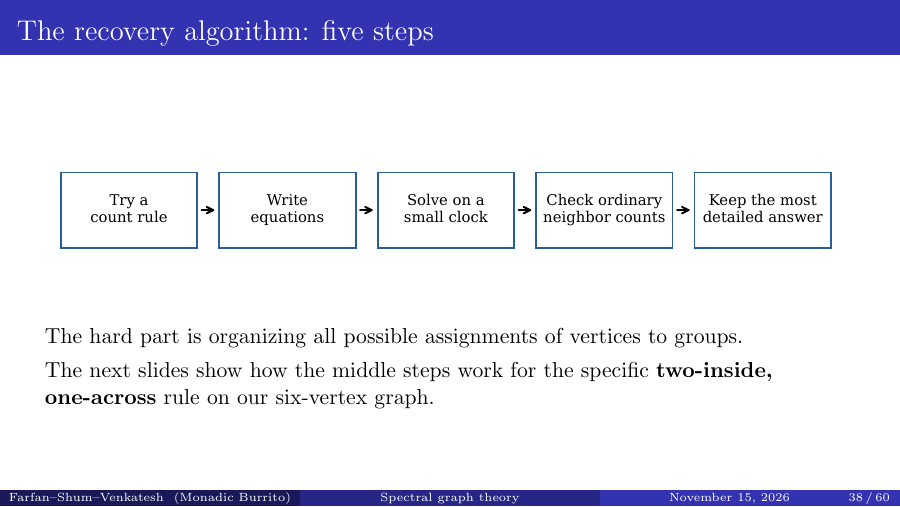 The recovery algorithm: five steps
Try a
count rule
Write
equations
Solve on a
small clock
Check ordinary
neighbor counts
Keep the most
detailed answer
The hard part is organizing all possible assignments of vertices to groups.
The next slides show how the middle steps work for the specific two-inside,
one-across rule on our six-vertex graph.
Farfan–Shum–Venkatesh (Monadic Burrito)
Spectral graph theory
November 15, 2026
38 / 60